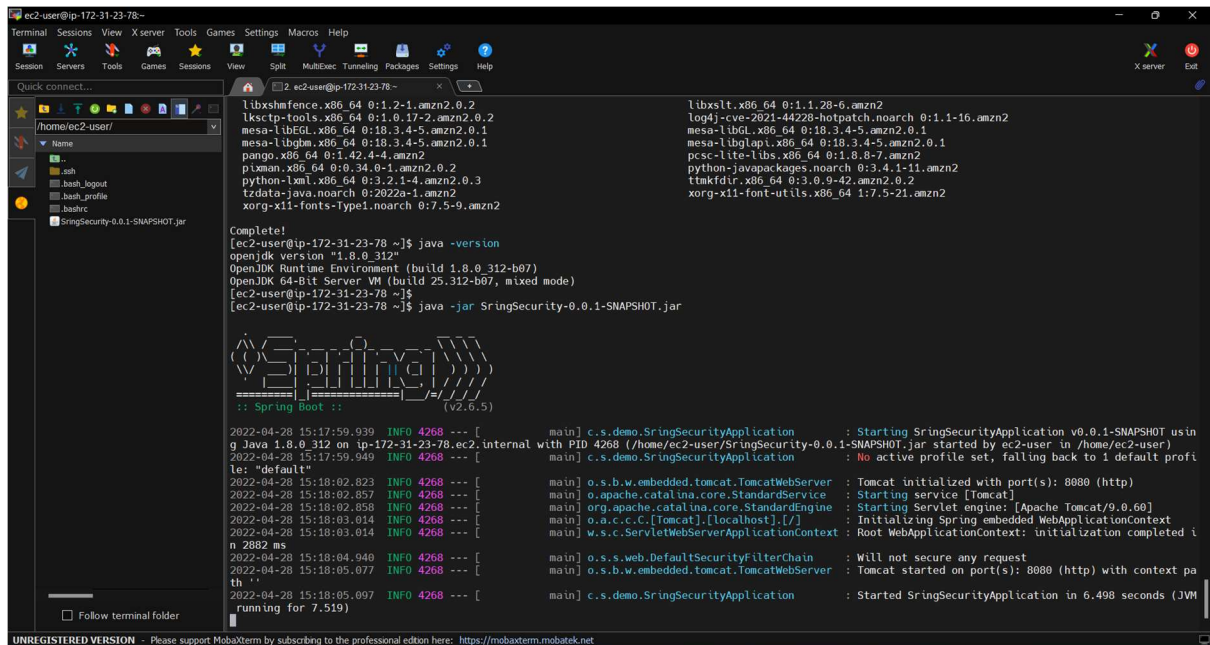 ec2-user@ip-172-31-23-78:~
Terminal Sessions View X server Tools Games Settings Macros Help
Session Servers Tools Games Sessions View Split MultiExec Tunneling Packages Settings Help X server Exit
Quick connect... 2. ec2-user@ip-172-31-23-78:~
/home/ec2-user/
Name
..
.ssh
.bash_logout
.bash_profile
.bashrc
SringSecurity-0.0.1-SNAPSHOT.jar
Follow terminal folder
libxshmfence.x86_64 0:1.2-1.amzn2.0.2 libxslt.x86_64 0:1.1.28-6.amzn2
lksctp-tools.x86_64 0:1.0.17-2.amzn2.0.2 log4j-cve-2021-44228-hotpatch.noarch 0:1.1-16.amzn2
mesa-libEGL.x86_64 0:18.3.4-5.amzn2.0.1 mesa-libGL.x86_64 0:18.3.4-5.amzn2.0.1
mesa-libgbm.x86_64 0:18.3.4-5.amzn2.0.1 mesa-libglapi.x86_64 0:18.3.4-5.amzn2.0.1
pango.x86_64 0:1.42.4-4.amzn2 pcsc-lite-libs.x86_64 0:1.8.8-7.amzn2
pixman.x86_64 0:0.34.0-1.amzn2.0.2 python-javapackages.noarch 0:3.4.1-11.amzn2
python-lxml.x86_64 0:3.2.1-4.amzn2.0.3 ttmkfdir.x86_64 0:3.0.9-42.amzn2.0.2
tzdata-java.noarch 0:2022a-1.amzn2 xorg-x11-font-utils.x86_64 1:7.5-21.amzn2
xorg-x11-fonts-Type1.noarch 0:7.5-9.amzn2
Complete!
[ec2-user@ip-172-31-23-78 ~]$ java -version
openjdk version "1.8.0_312"
OpenJDK Runtime Environment (build 1.8.0_312-b07)
OpenJDK 64-Bit Server VM (build 25.312-b07, mixed mode)
[ec2-user@ip-172-31-23-78 ~]$
[ec2-user@ip-172-31-23-78 ~]$ java -jar SringSecurity-0.0.1-SNAPSHOT.jar
Spring
:: Spring Boot :: (v2.6.5)
2022-04-28 15:17:59.939 INFO 4268 --- [ main] c.s.demo.SringSecurityApplication : Starting SringSecurityApplication v0.0.1-SNAPSHOT usin
g Java 1.8.0_312 on ip-172-31-23-78.ec2.internal with PID 4268 (/home/ec2-user/SringSecurity-0.0.1-SNAPSHOT.jar started by ec2-user in /home/ec2-user)
2022-04-28 15:17:59.949 INFO 4268 --- [ main] c.s.demo.SringSecurityApplication : No active profile set, falling back to 1 default profi
le: "default"
2022-04-28 15:18:02.823 INFO 4268 --- [ main] o.s.b.w.embedded.tomcat.TomcatWebServer : Tomcat initialized with port(s): 8080 (http)
2022-04-28 15:18:02.857 INFO 4268 --- [ main] o.apache.catalina.core.StandardService : Starting service [Tomcat]
2022-04-28 15:18:02.858 INFO 4268 --- [ main] org.apache.catalina.core.StandardEngine : Starting Servlet engine: [Apache Tomcat/9.0.60]
2022-04-28 15:18:03.014 INFO 4268 --- [ main] o.a.c.c.C.[Tomcat].[localhost].[/] : Initializing Spring embedded WebApplicationContext
2022-04-28 15:18:03.014 INFO 4268 --- [ main] w.s.c.ServletWebServerApplicationContext : Root WebApplicationContext: initialization completed i
n 2882 ms
2022-04-28 15:18:04.940 INFO 4268 --- [ main] o.s.s.web.DefaultSecurityFilterChain : Will not secure any request
2022-04-28 15:18:05.077 INFO 4268 --- [ main] o.s.b.w.embedded.tomcat.TomcatWebServer : Tomcat started on port(s): 8080 (http) with context pa
th ''
2022-04-28 15:18:05.097 INFO 4268 --- [ main] c.s.demo.SringSecurityApplication : Started SringSecurityApplication in 6.498 seconds (JVM
running for 7.519)
UNREGISTERED VERSION - Please support MobaXterm by subscribing to the professional edition here: https://mobaxterm.mobatek.net